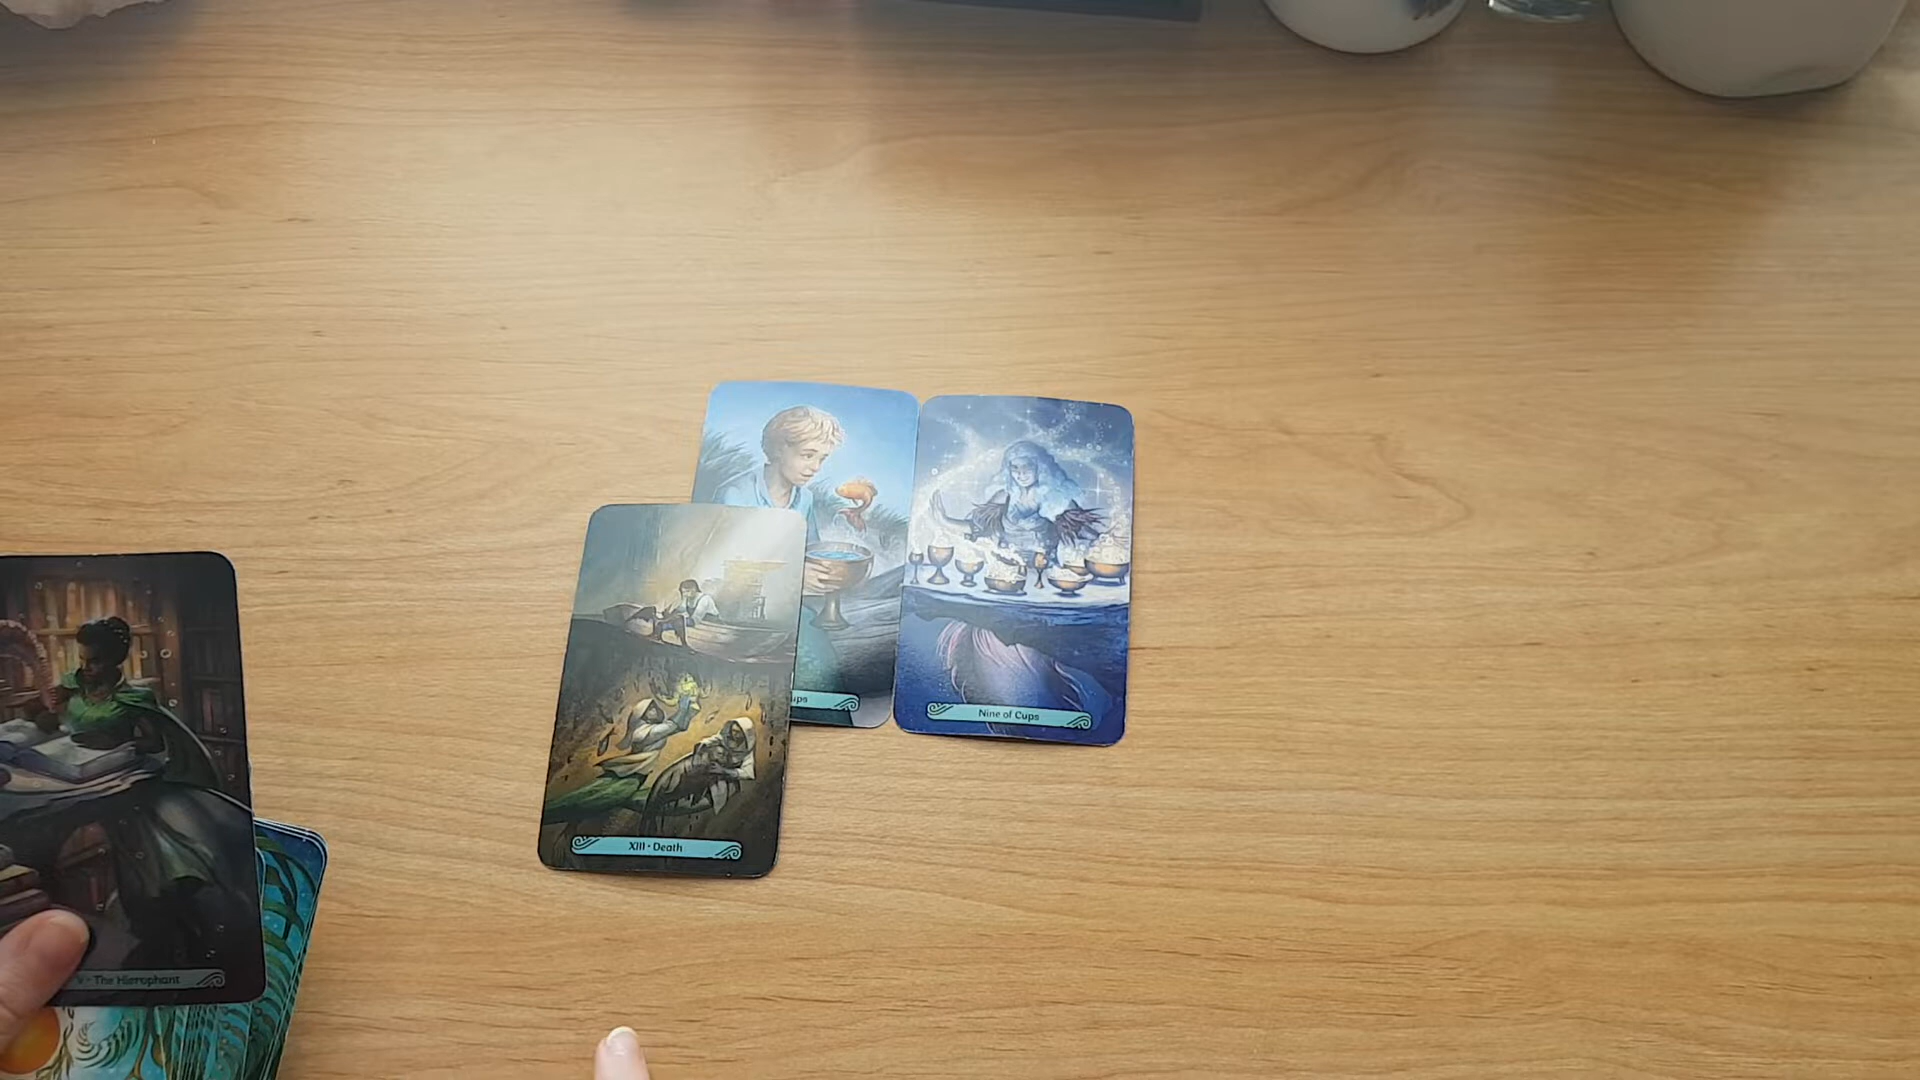 ups
Nine of Cups
XIII • Death
V • The Hierophant